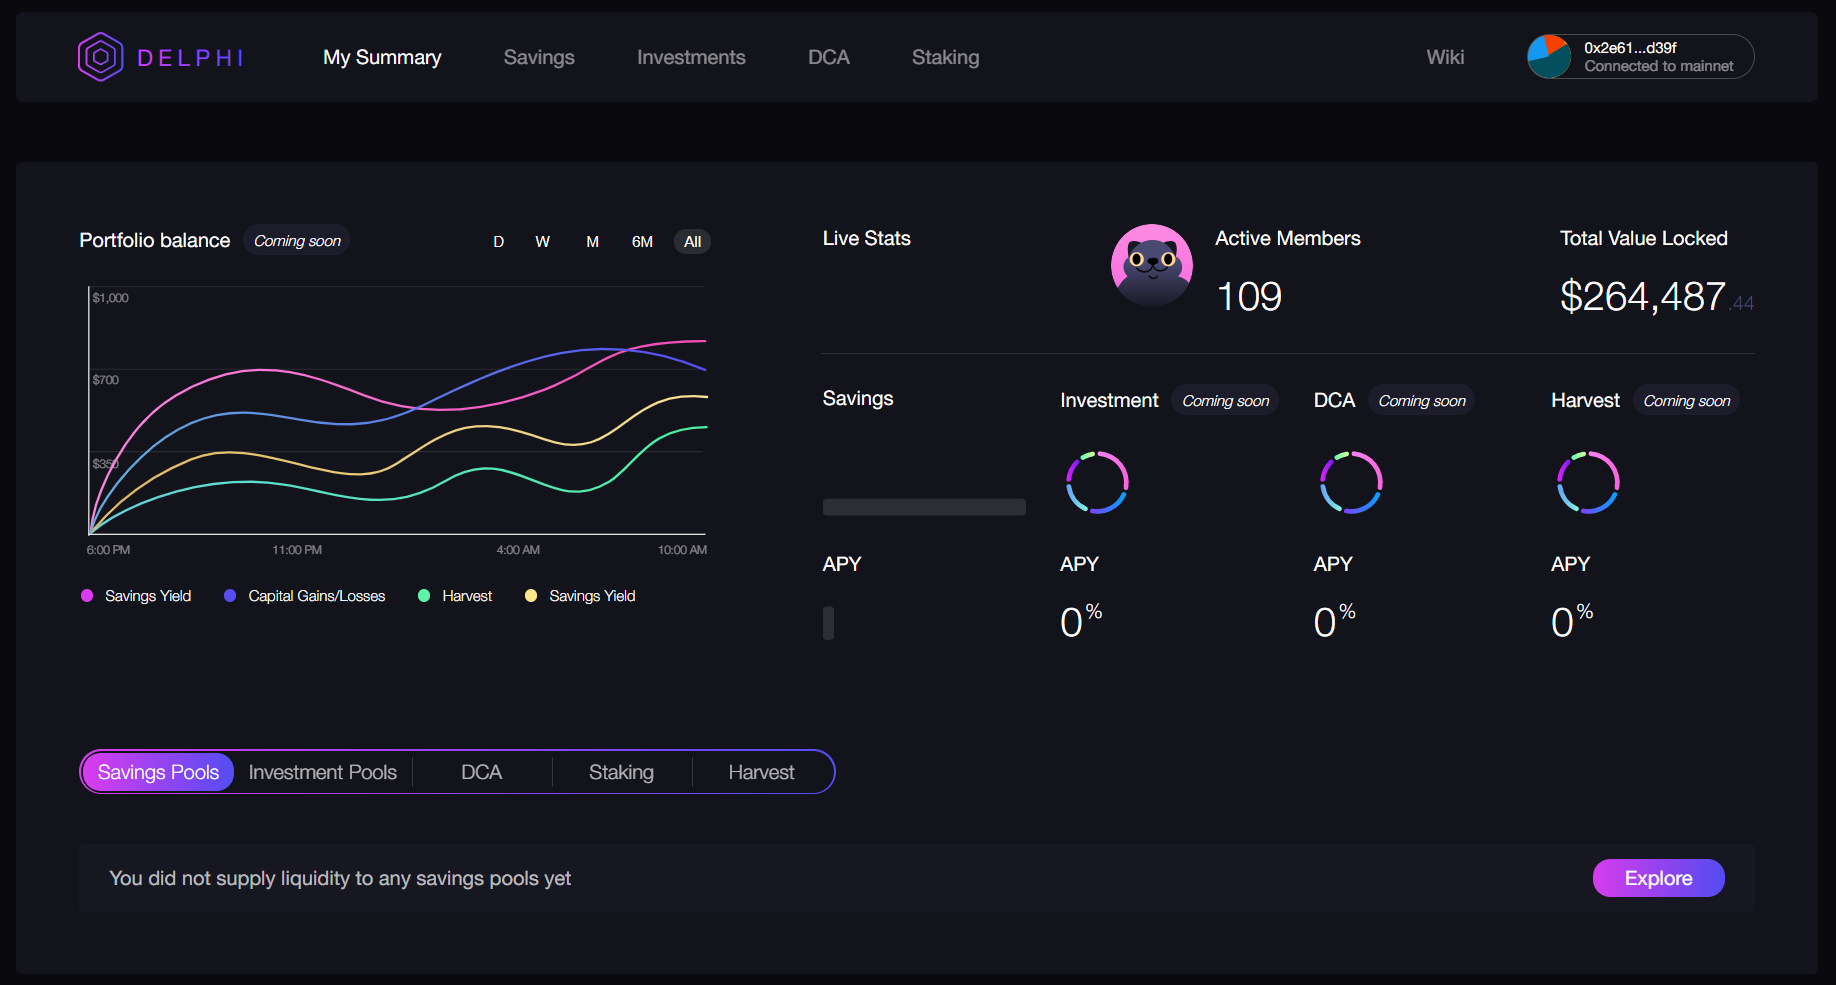 DELPHI My Summary Savings Investments DCA Staking Wiki
0x2e61...d39f
Connected to mainnet
Portfolio balance Coming soon D W M 6M All
$1,000
$700
$350
6:00 PM 11:00 PM 4:00 AM 10:00 AM
Savings Yield Capital Gains/Losses Harvest Savings Yield
Live Stats
Active Members
109
Total Value Locked
$264,487.44
Savings
APY
Investment Coming soon
APY
0%
DCA Coming soon
APY
0%
Harvest Coming soon
APY
0%
Savings Pools Investment Pools DCA Staking Harvest
You did not supply liquidity to any savings pools yet
Explore